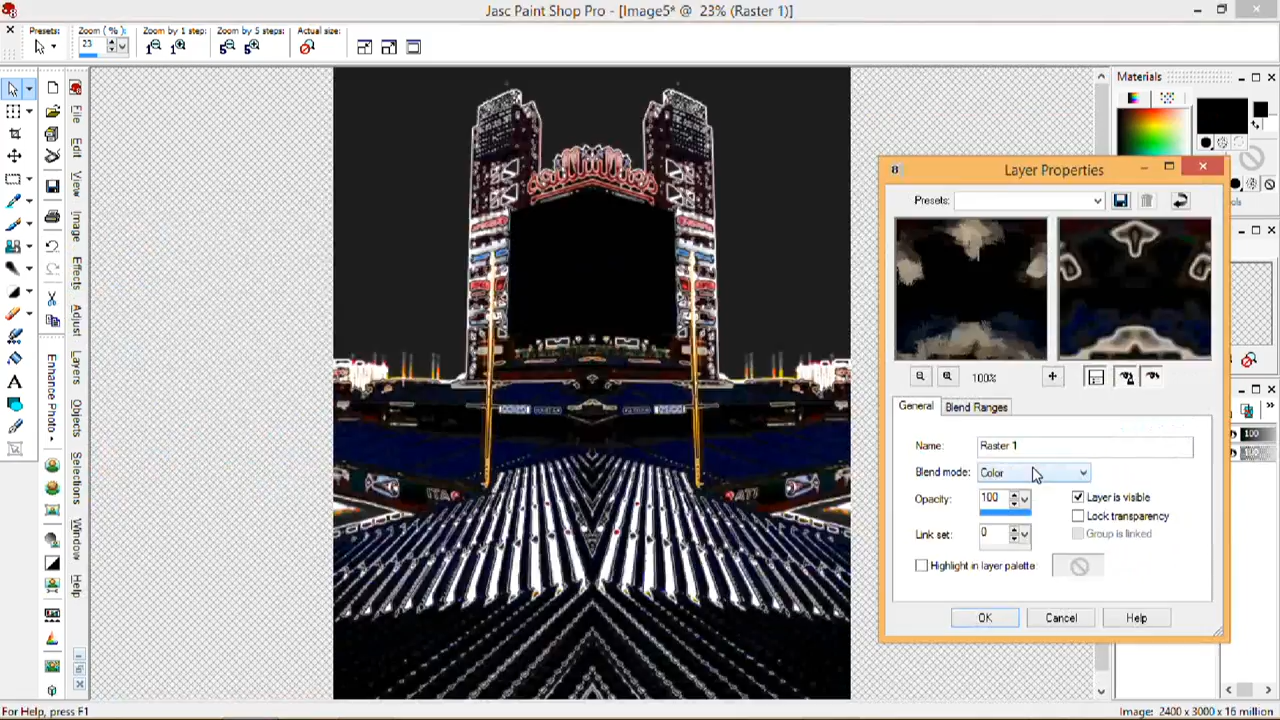 Jasc Paint Shop Pro - [Image5* @ 23% (Raster 1)]
Presets:
Zoom (%):
Zoom by 1 step:
Zoom by 5 steps:
Actual size:
23
Materials
File
Edit
View
Image
Effects
Adjust
Layers
Objects
Enhance Photo
Selections
Window
Help
Layer Properties
Presets:
100%
General
Blend Ranges
Name:
Raster 1
Blend mode:
Color
Opacity:
100
Layer is visible
Lock transparency
Link set:
0
Group is linked
Highlight in layer palette:
OK
Cancel
Help
100
100
For Help, press F1
Image: 2400 x 3000 x 16 million